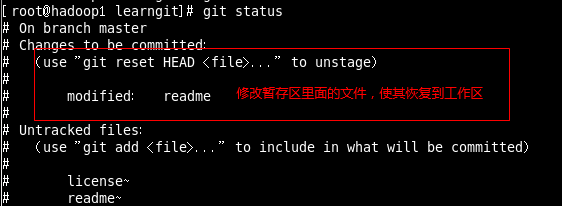 [root@hadoop1 learngit]# git status
# On branch master
# Changes to be committed:
#   (use "git reset HEAD <file>..." to unstage)
#
#       modified:   readme 修改暂存区里面的文件，使其恢复到工作区
#
# Untracked files:
#   (use "git add <file>..." to include in what will be committed)
#
#       license~
#       readme~